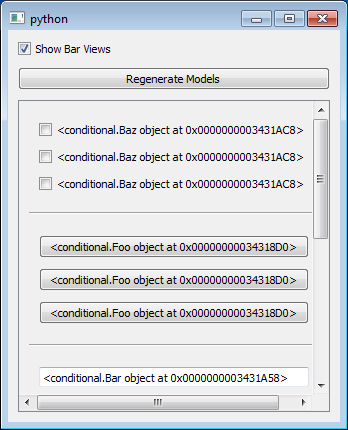 python
Show Bar Views
Regenerate Models
<conditional.Baz object at 0x0000000003431AC8>
<conditional.Baz object at 0x0000000003431AC8>
<conditional.Baz object at 0x0000000003431AC8>
<conditional.Foo object at 0x00000000034318D0>
<conditional.Foo object at 0x00000000034318D0>
<conditional.Foo object at 0x00000000034318D0>
<conditional.Bar object at 0x0000000003431A58>